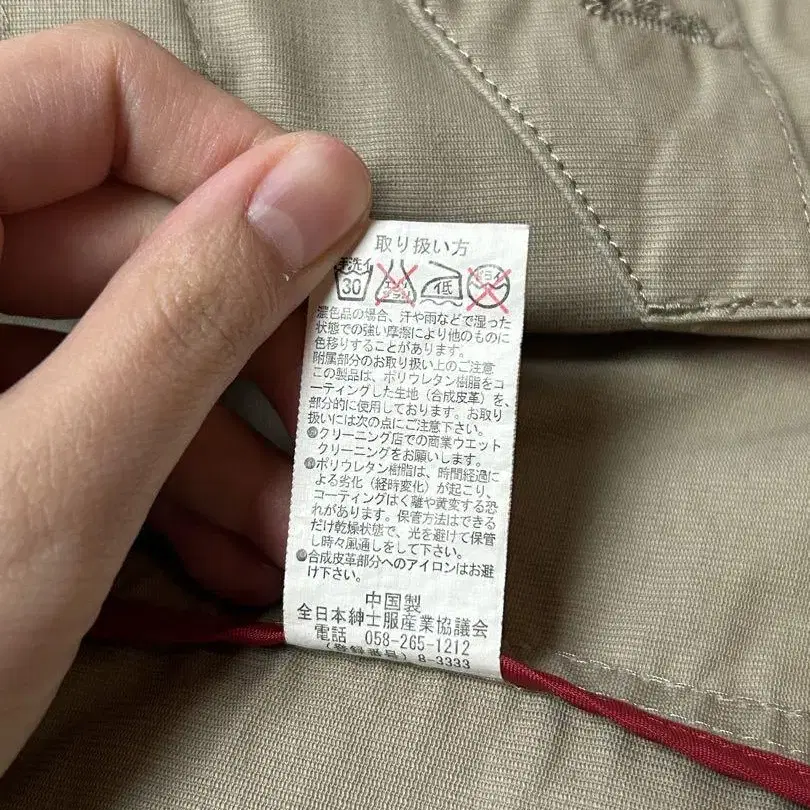 取り扱い方
手洗イ
30
エンソ
サラシ
低
濃色品の場合、汗や雨などで湿った
状態での強い摩擦により他のものに
色移りすることがあります。
附属部分のお取り扱い上のご注意
この製品は、ポリウレタン樹脂をコ
ーティングした生地（合成皮革）を、
部分的に使用しております。お取り
扱いには次の点にご注意下さい。
●クリーニング店での商業ウエット
クリーニングをお願いします。
●ポリウレタン樹脂は、時間経過に
よる劣化（経時変化）が起こり、
コーティングはく離や黄変する恐
れがあります。保管方法はできる
だけ乾燥状態で、光を避けて保管
し時々風通しをして下さい。
●合成皮革部分へのアイロンはお避
け下さい。
中国製
全日本紳士服産業協議会
電話 058-265-1212
(登録番号) 8-3333